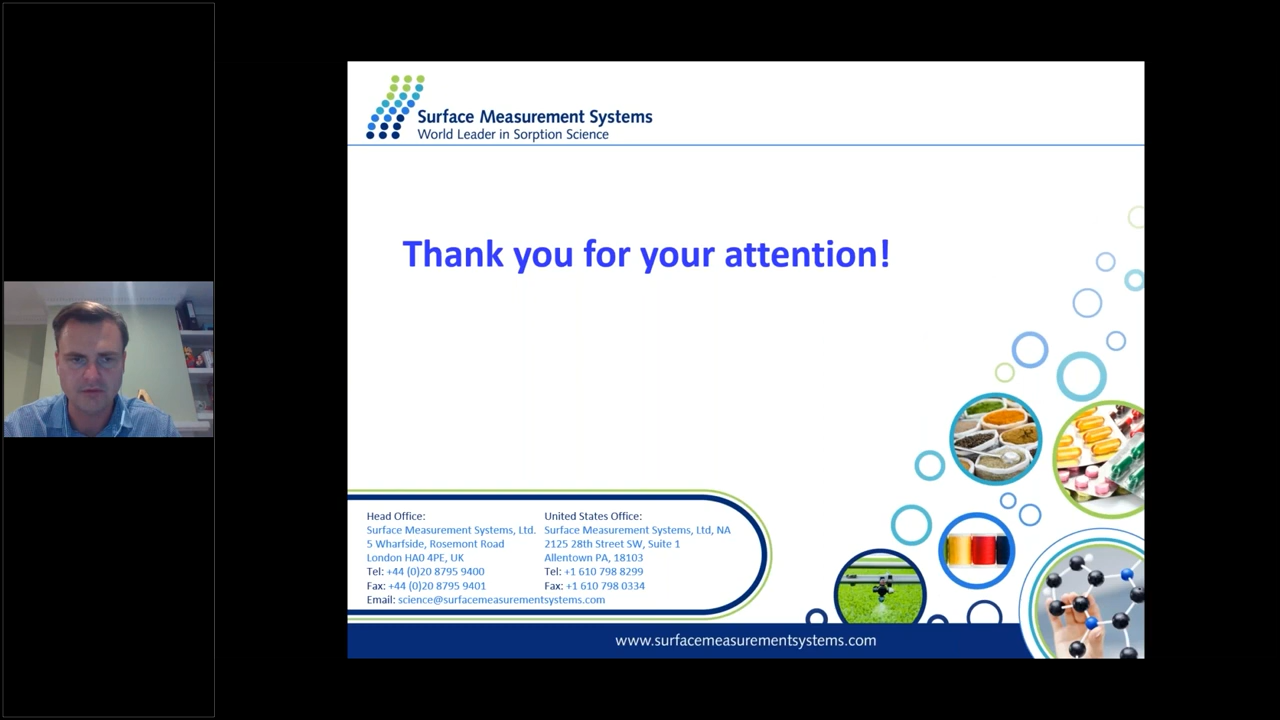 Surface Measurement Systems
World Leader in Sorption Science
Thank you for your attention!
Head Office:
Surface Measurement Systems, Ltd.
5 Wharfside, Rosemont Road
London HA0 4PE, UK
Tel: +44 (0)20 8795 9400
Fax: +44 (0)20 8795 9401
Email: science@surfacemeasurementsystems.com
United States Office:
Surface Measurement Systems, Ltd, NA
2125 28th Street SW, Suite 1
Allentown PA, 18103
Tel: +1 610 798 8299
Fax: +1 610 798 0334
www.surfacemeasurementsystems.com